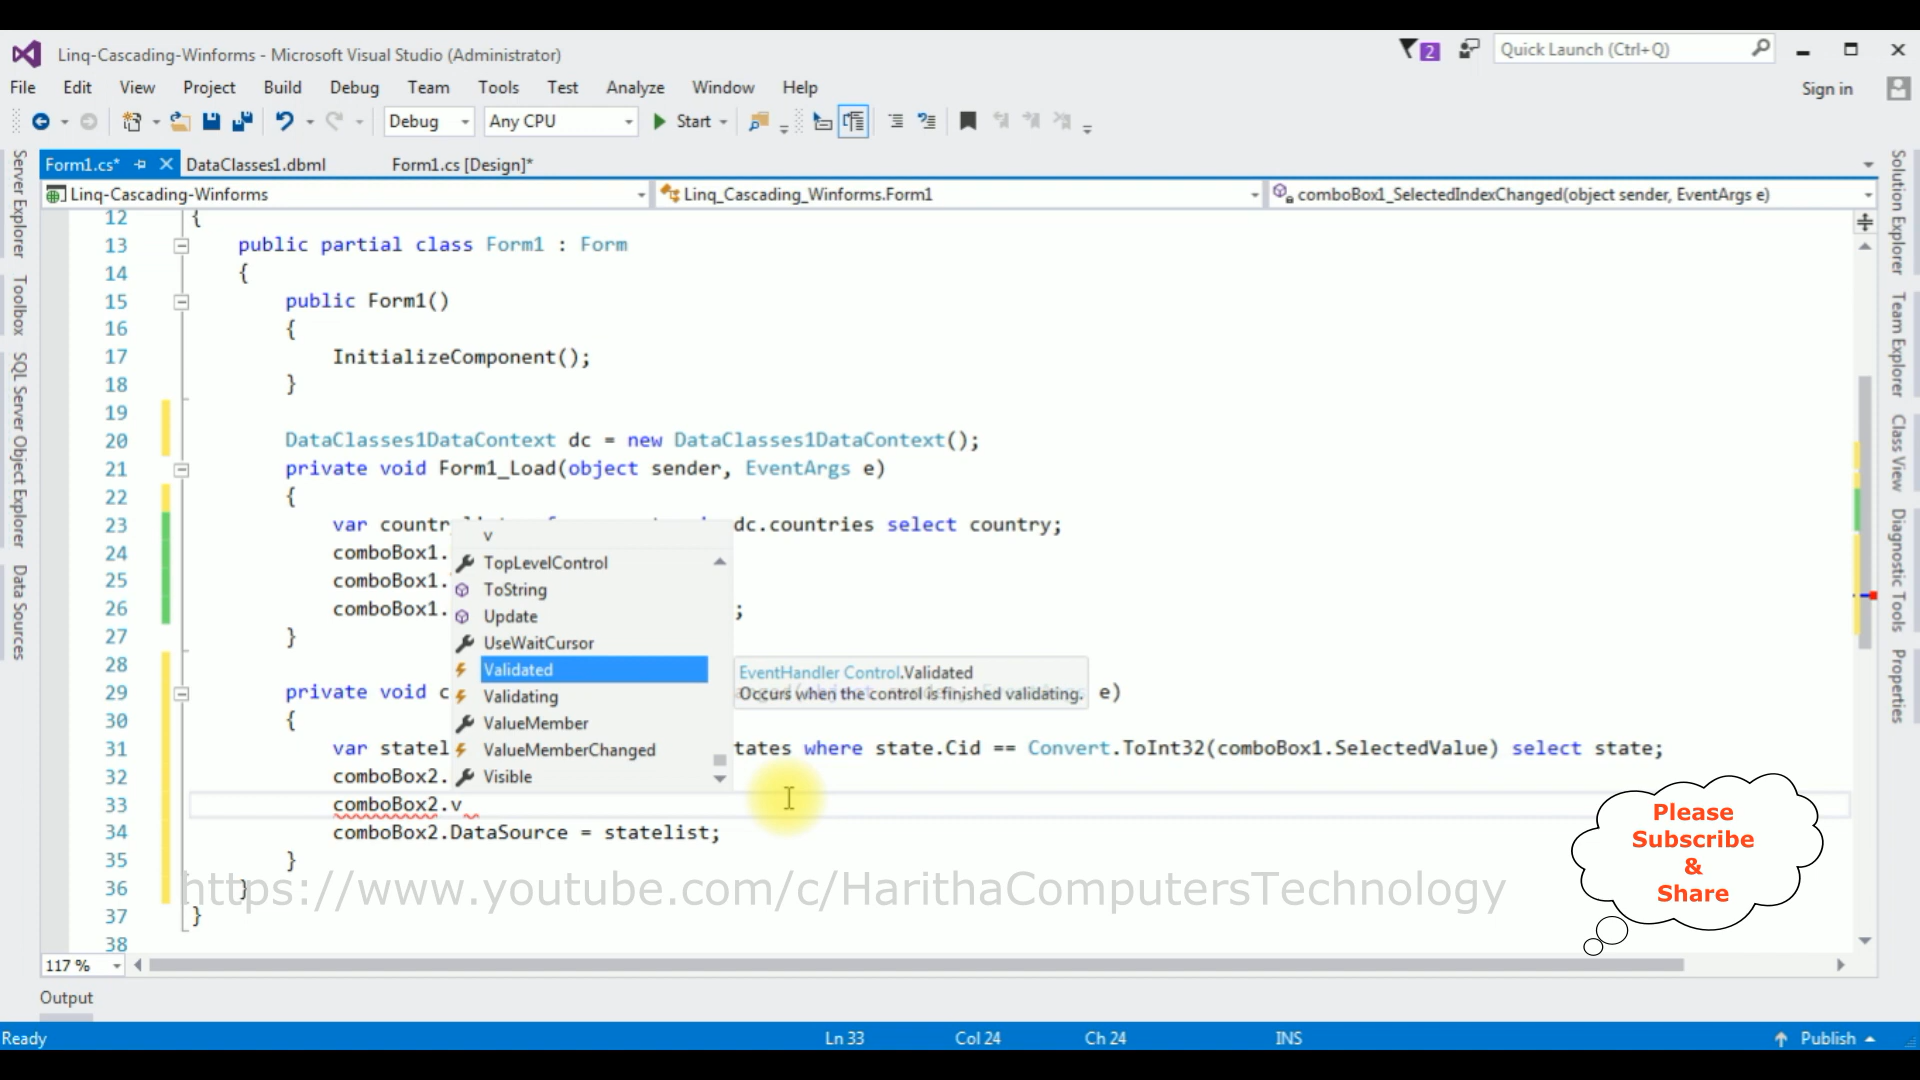 Linq-Cascading-Winforms - Microsoft Visual Studio (Administrator)
2
Quick Launch (Ctrl+Q)
File Edit View Project Build Debug Team Tools Test Analyze Window Help
Sign in
Debug Any CPU Start
Form1.cs* DataClasses1.dbml Form1.cs [Design]*
Linq-Cascading-Winforms Linq_Cascading_Winforms.Form1 comboBox1_SelectedIndexChanged(object sender, EventArgs e)
Server Explorer
Toolbox
SQL Server Object Explorer
Data Sources
12 {
13 public partial class Form1 : Form
14 {
15 public Form1()
16 {
17 InitializeComponent();
18 }
19
20 DataClasses1DataContext dc = new DataClasses1DataContext();
21 private void Form1_Load(object sender, EventArgs e)
22 {
23 var countr dc.countries select country;
24 comboBox1.
25 comboBox1.
26 comboBox1. ;
27 }
28
29 private void c e)
30 {
31 var statel tates where state.Cid == Convert.ToInt32(comboBox1.SelectedValue) select state;
32 comboBox2.
33 comboBox2.v
34 comboBox2.DataSource = statelist;
35 }
36 }
37 }
38
v
TopLevelControl
ToString
Update
UseWaitCursor
Validated
Validating
ValueMember
ValueMemberChanged
Visible
EventHandler Control.Validated
Occurs when the control is finished validating.
https://www.youtube.com/c/HarithaComputersTechnology
Please
Subscribe
&
Share
Solution Explorer
Team Explorer
Class View
Diagnostic Tools
Properties
117 %
Output
Ready Ln 33 Col 24 Ch 24 INS Publish